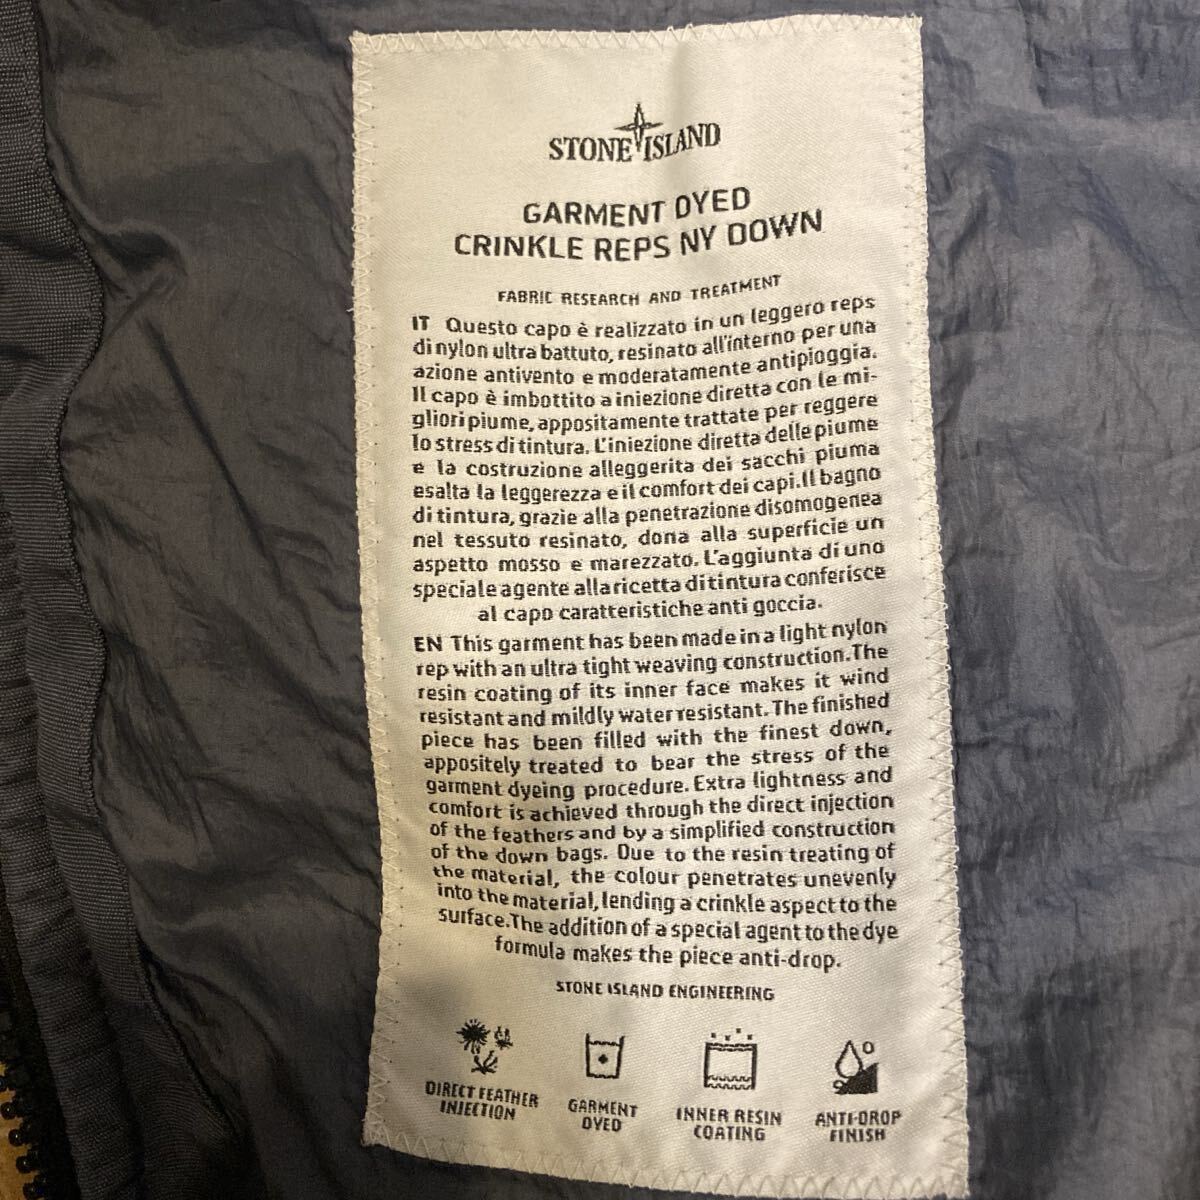 STONE ISLAND
GARMENT DYED
CRINKLE REPS NY DOWN
FABRIC RESEARCH AND TREATMENT
IT Questo capo è realizzato in un leggero reps
di nylon ultra battuto, resinato all'interno per una
azione antivento e moderatamente antipioggia.
Il capo è imbottito a iniezione diretta con le mi-
gliori piume, appositamente trattate per reggere
lo stress di tintura. L'iniezione diretta delle piume
e la costruzione alleggerita dei sacchi piuma
esalta la leggerezza e il comfort dei capi. Il bagno
di tintura, grazie alla penetrazione disomogenea
nel tessuto resinato, dona alla superficie un
aspetto mosso e marezzato. L'aggiunta di uno
speciale agente alla ricetta di tintura conferisce
al capo caratteristiche anti goccia.
EN This garment has been made in a light nylon
rep with an ultra tight weaving construction. The
resin coating of its inner face makes it wind
resistant and mildly water resistant. The finished
piece has been filled with the finest down,
appositely treated to bear the stress of the
garment dyeing procedure. Extra lightness and
comfort is achieved through the direct injection
of the feathers and by a simplified construction
of the down bags. Due to the resin treating of
the material, the colour penetrates unevenly
into the material, lending a crinkle aspect to the
surface. The addition of a special agent to the dye
formula makes the piece anti-drop.
STONE ISLAND ENGINEERING
DIRECT FEATHER
INJECTION
GARMENT
DYED
INNER RESIN
COATING
ANTI-DROP
FINISH